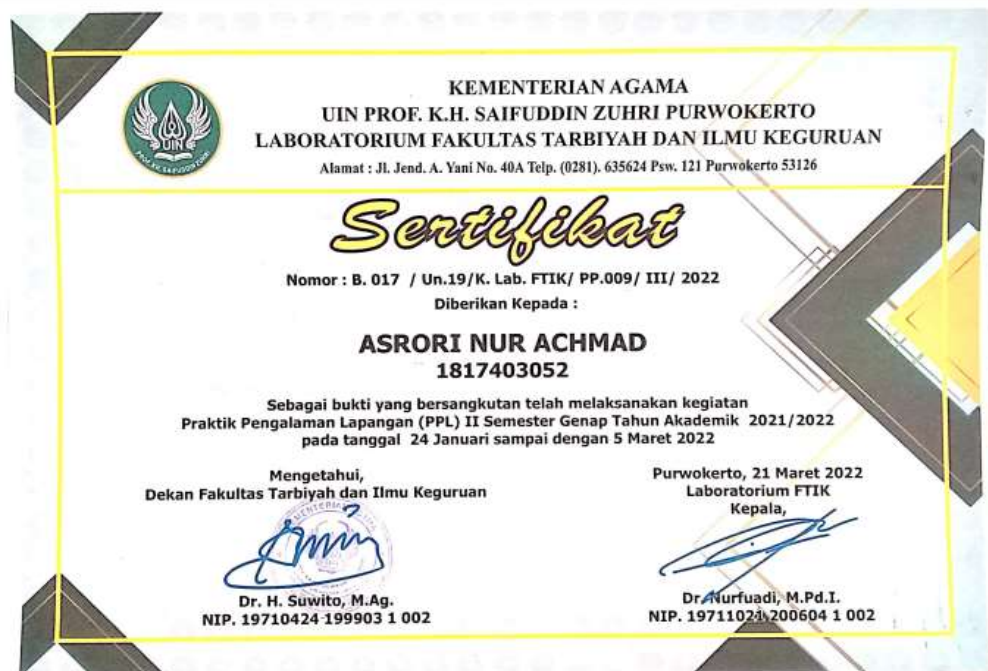 KEMENTERIAN AGAMA
UIN PROF. K.H. SAIFUDDIN ZUHRI PURWOKERTO
LABORATORIUM FAKULTAS TARBIYAH DAN ILMU KEGURUAN
Alamat : Jl. Jend. A. Yani No. 40A Telp. (0281). 635624 Psw. 121 Purwokerto 53126
UIN
Sertifikat
Nomor : B. 017 / Un.19/K. Lab. FTIK/ PP.009/ III/ 2022
Diberikan Kepada :
ASRORI NUR ACHMAD
1817403052
Sebagai bukti yang bersangkutan telah melaksanakan kegiatan
Praktik Pengalaman Lapangan (PPL) II Semester Genap Tahun Akademik 2021/2022
pada tanggal 24 Januari sampai dengan 5 Maret 2022
Mengetahui,
Dekan Fakultas Tarbiyah dan Ilmu Keguruan
Dr. H. Suwito, M.Ag.
NIP. 19710424 199903 1 002
Purwokerto, 21 Maret 2022
Laboratorium FTIK
Kepala,
Dr. Nurfuadi, M.Pd.I.
NIP. 19711021 200604 1 002